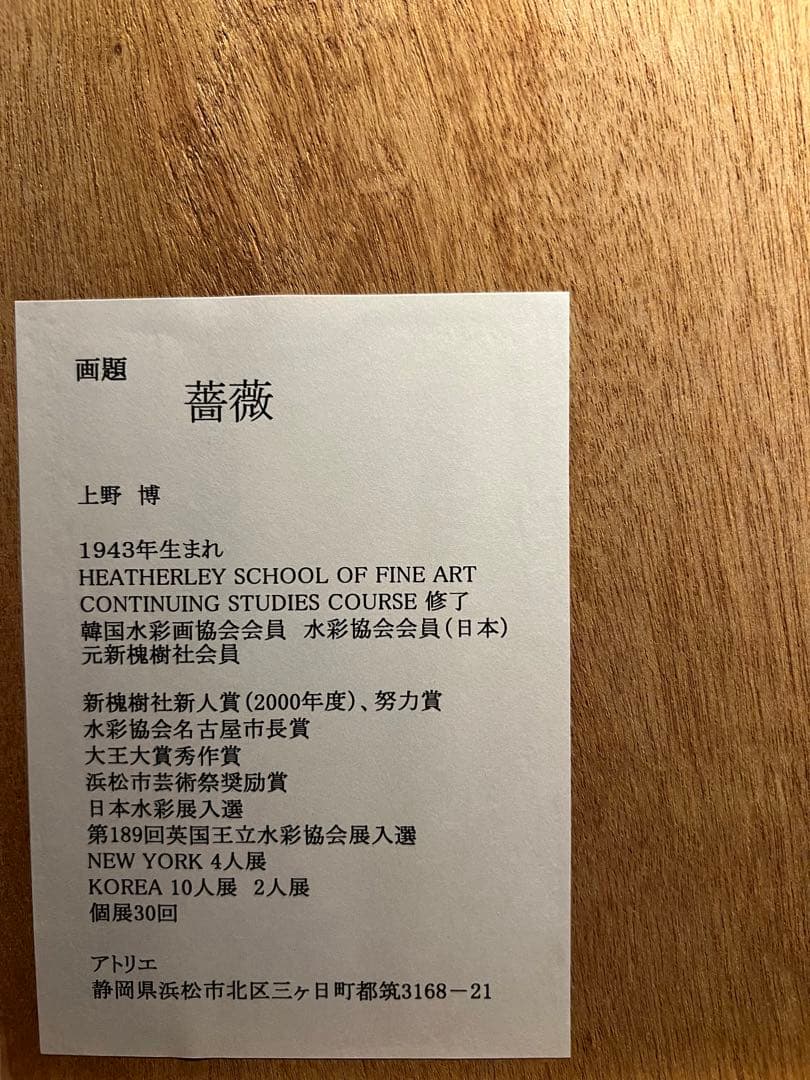 画題
薔薇
上野 博
1943年生まれ
HEATHERLEY SCHOOL OF FINE ART
CONTINUING STUDIES COURSE 修了
韓国水彩画協会会員 水彩協会会員(日本)
元新槐樹社会員
新槐樹社新人賞(2000年度)、努力賞
水彩協会名古屋市長賞
大王大賞秀作賞
浜松市芸術祭奨励賞
日本水彩展入選
第189回英国王立水彩協会展入選
NEW YORK 4人展
KOREA 10人展 2人展
個展30回
アトリエ
静岡県浜松市北区三ヶ日町都筑3168-21